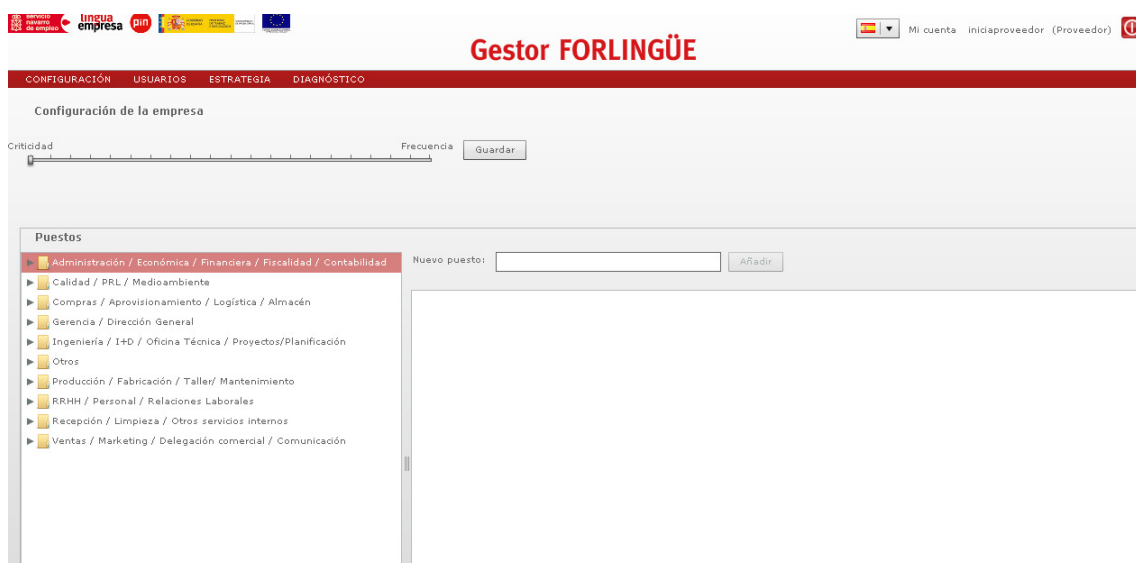 servicio navarro de empleo
lingua empresa
pin
Mi cuenta iniciaproveedor (Proveedor)
Gestor FORLINGÜE
CONFIGURACIÓN USUARIOS ESTRATEGIA DIAGNÓSTICO
Configuración de la empresa
Criticidad Frecuencia Guardar
Puestos
Administración / Económica / Financiera / Fiscalidad / Contabilidad
Nuevo puesto: Añadir
Calidad / PRL / Medioambiente
Compras / Aprovisionamiento / Logística / Almacén
Gerencia / Dirección General
Ingeniería / I+D / Oficina Técnica / Proyectos/Planificación
Otros
Producción / Fabricación / Taller/ Mantenimiento
RRHH / Personal / Relaciones Laborales
Recepción / Limpieza / Otros servicios internos
Ventas / Marketing / Delegación comercial / Comunicación